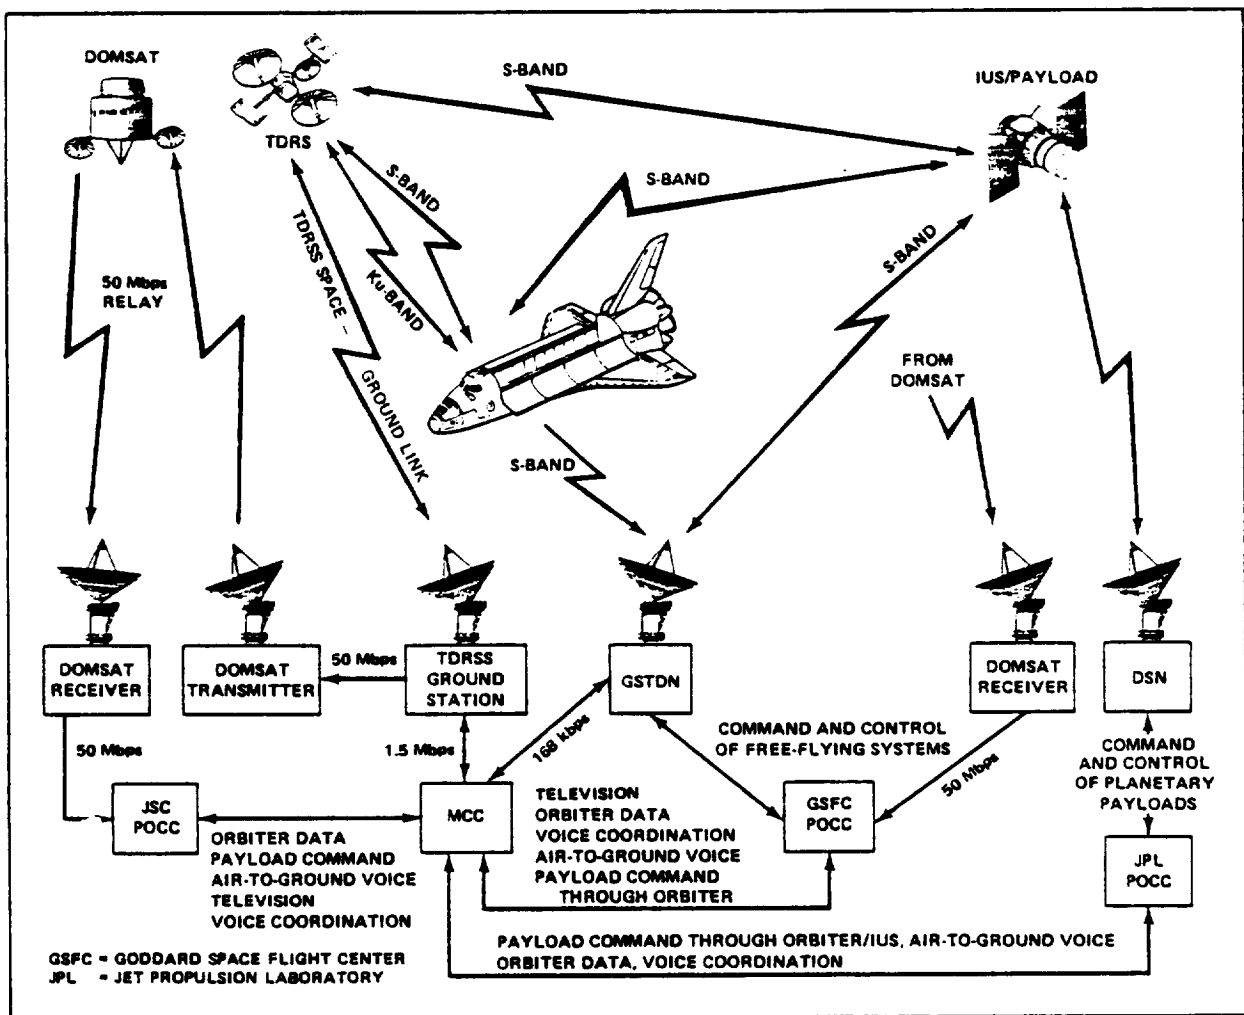 DOMSAT
TDRS
S-BAND
IUS/PAYLOAD
S-BAND
S-BAND
S-BAND
Ku-BAND
TDRSS SPACE –
GROUND LINK
50 Mbps
RELAY
FROM
DOMSAT
S-BAND
DOMSAT
RECEIVER
DOMSAT
TRANSMITTER
50 Mbps
TDRSS
GROUND
STATION
GSTDN
DOMSAT
RECEIVER
DSN
50 Mbps
1.5 Mbps
168 kbps
COMMAND AND CONTROL
OF FREE-FLYING SYSTEMS
50 Mbps
COMMAND
AND CONTROL
OF PLANETARY
PAYLOADS
JSC
POCC
MCC
GSFC
POCC
JPL
POCC
ORBITER DATA
PAYLOAD COMMAND
AIR-TO-GROUND VOICE
TELEVISION
VOICE COORDINATION
TELEVISION
ORBITER DATA
VOICE COORDINATION
AIR-TO-GROUND VOICE
PAYLOAD COMMAND
THROUGH ORBITER
PAYLOAD COMMAND THROUGH ORBITER/IUS, AIR-TO-GROUND VOICE
ORBITER DATA, VOICE COORDINATION
GSFC = GODDARD SPACE FLIGHT CENTER
JPL = JET PROPULSION LABORATORY